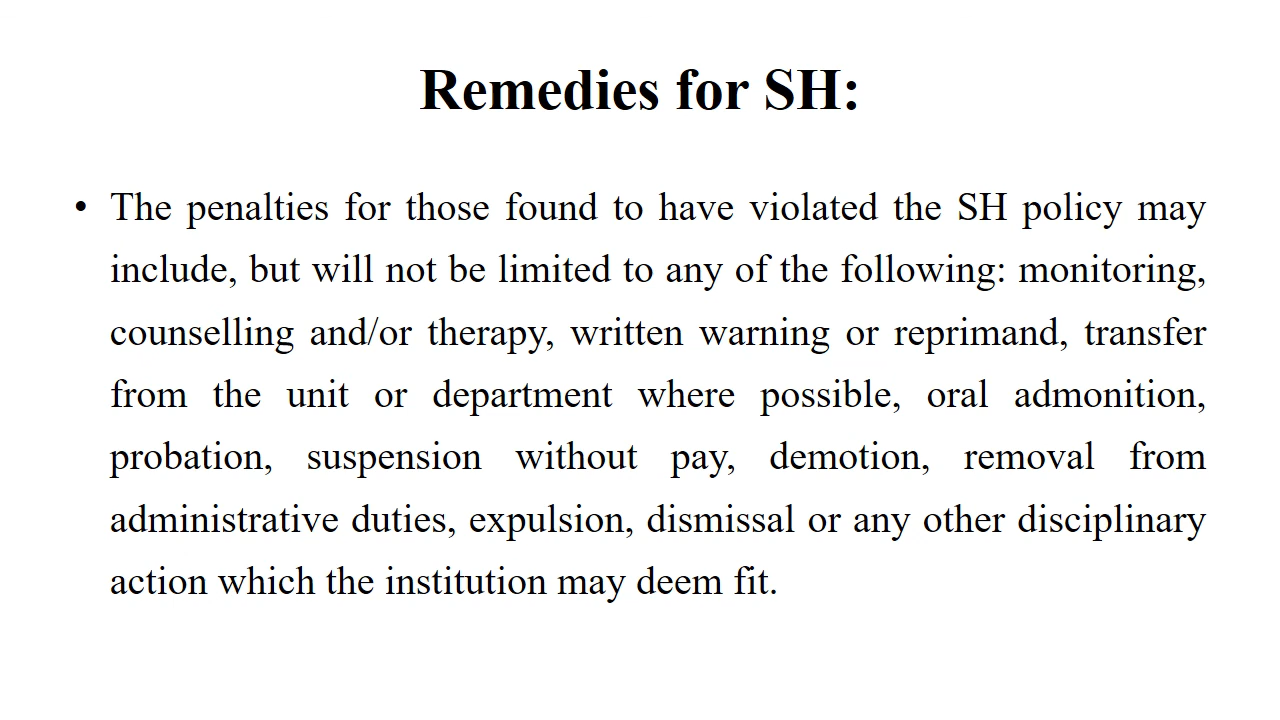 Remedies for SH:
• The penalties for those found to have violated the SH policy may
include, but will not be limited to any of the following: monitoring,
counselling and/or therapy, written warning or reprimand, transfer
from the unit or department where possible, oral admonition,
probation, suspension without pay, demotion, removal from
administrative duties, expulsion, dismissal or any other disciplinary
action which the institution may deem fit.